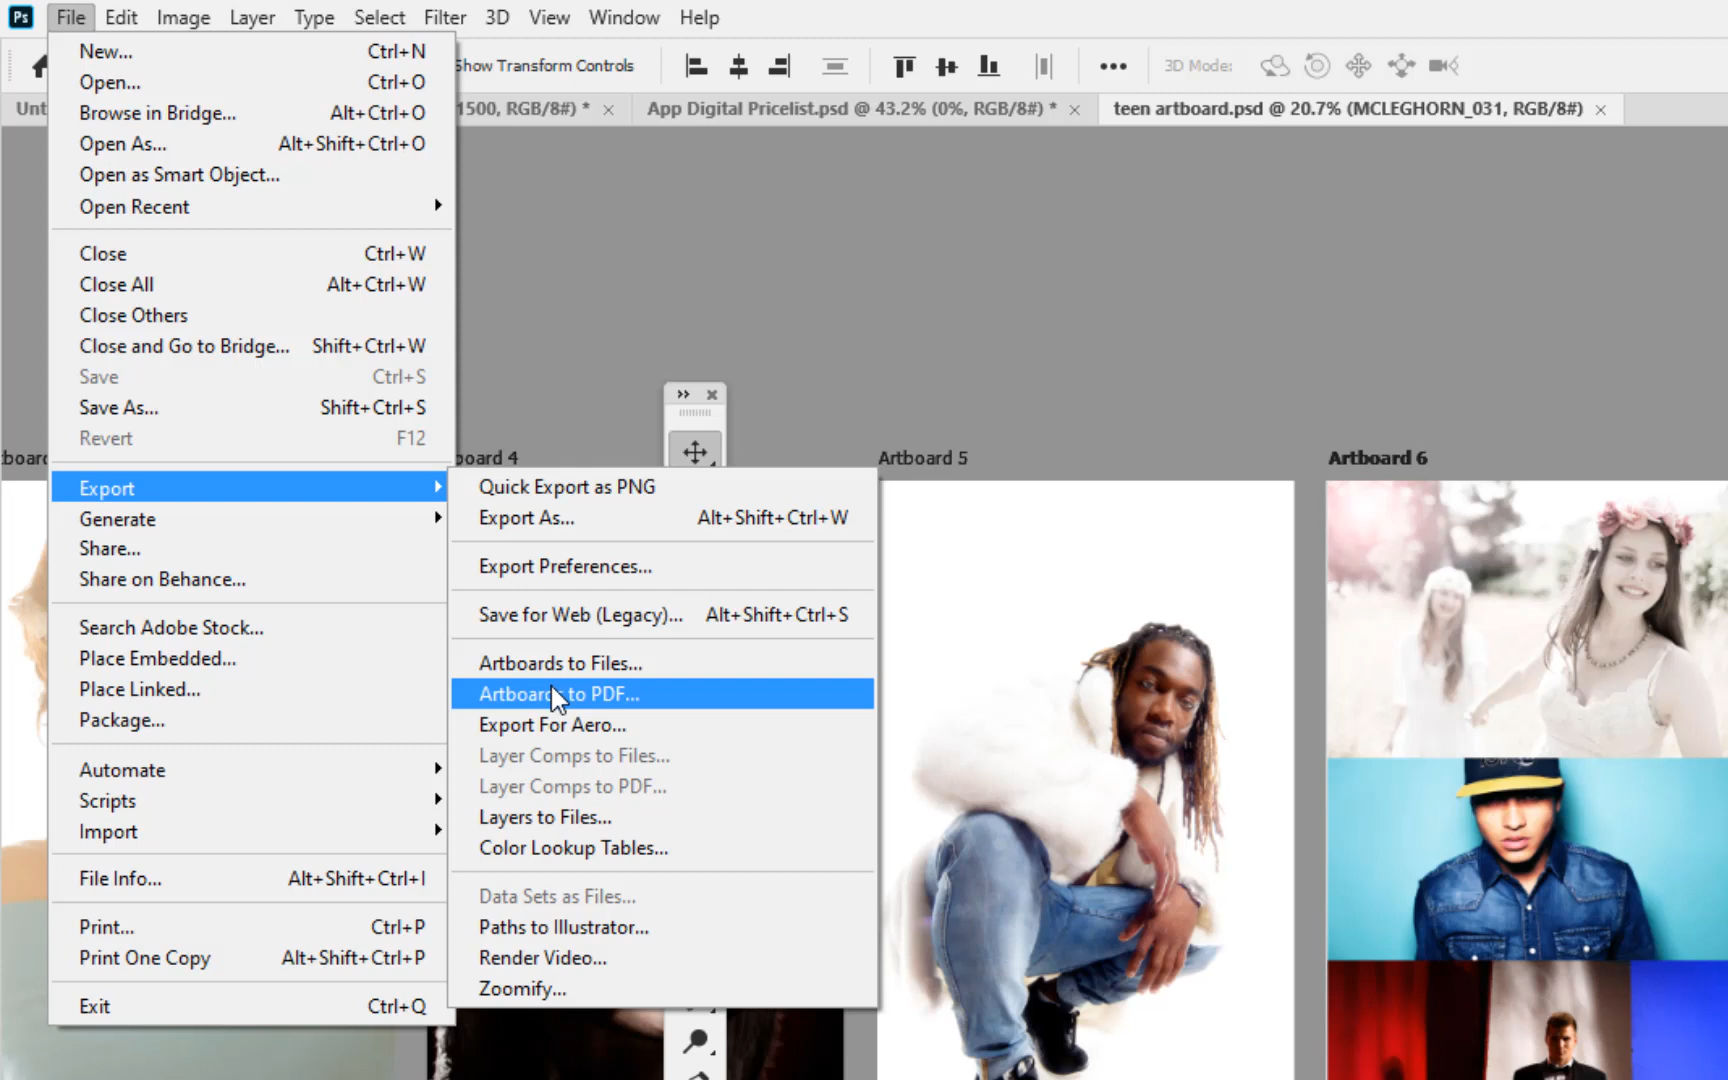 Ps File Edit Image Layer Type Select Filter 3D View Window Help
Show Transform Controls 3D Mode:
1500, RGB/8#) * App Digital Pricelist.psd @ 43.2% (0%, RGB/8#) * teen artboard.psd @ 20.7% (MCLEGHORN_031, RGB/8#)
New... Ctrl+N
Open... Ctrl+O
Browse in Bridge... Alt+Ctrl+O
Open As... Alt+Shift+Ctrl+O
Open as Smart Object...
Open Recent
Close Ctrl+W
Close All Alt+Ctrl+W
Close Others
Close and Go to Bridge... Shift+Ctrl+W
Save Ctrl+S
Save As... Shift+Ctrl+S
Revert F12
Export
Generate
Share...
Share on Behance...
Search Adobe Stock...
Place Embedded...
Place Linked...
Package...
Automate
Scripts
Import
File Info... Alt+Shift+Ctrl+I
Print... Ctrl+P
Print One Copy Alt+Shift+Ctrl+P
Exit Ctrl+Q
Quick Export as PNG
Export As... Alt+Shift+Ctrl+W
Export Preferences...
Save for Web (Legacy)... Alt+Shift+Ctrl+S
Artboards to Files...
Artboards to PDF...
Export For Aero...
Layer Comps to Files...
Layer Comps to PDF...
Layers to Files...
Color Lookup Tables...
Data Sets as Files...
Paths to Illustrator...
Render Video...
Zoomify...
board 4
Artboard 5
Artboard 6